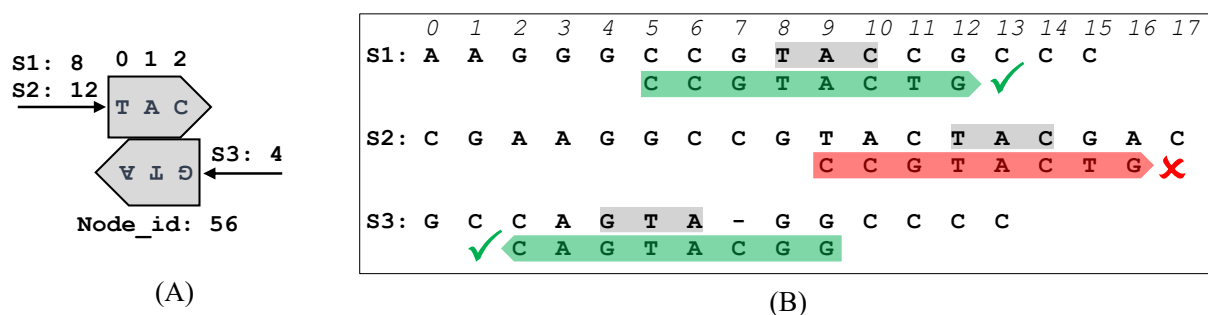 0 1 2
S1: 8
S2: 12
T A C
G T A
S3: 4
Node_id: 56
(A)
0 1 2 3 4 5 6 7 8 9 10 11 12 13 14 15 16 17
S1: A A G G G C C G T A C C G C C C
C C G T A C T G
S2: C G A A G G C C G T A C T A C G A C
C C G T A C T G
S3: G C C A G T A - G G C C C C
C A G T A C G G
(B)